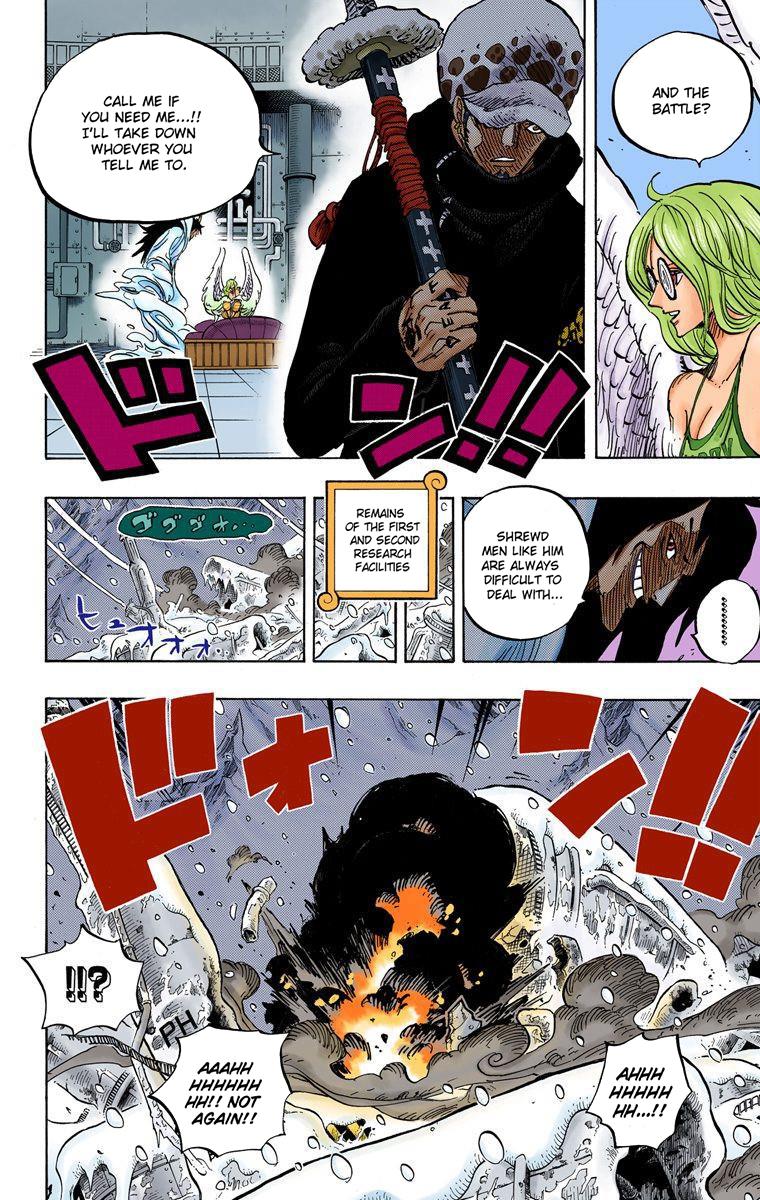 AND THE
BATTLE?
CALL ME IF
YOU NEED ME...!!
I'LL TAKE DOWN
WHOEVER YOU
TELL ME TO.
DEATH
ドン!!
SHREWD
MEN LIKE HIM
ARE ALWAYS
DIFFICULT TO
DEAL WITH...
REMAINS
OF THE FIRST
AND SECOND
RESEARCH
FACILITIES
ゴゴゴオ...
ヒュオオオ..
ドォン!!
!!?
PH
AHHH
HHHHHH
HH...!!
AAAHH
HHHHHH
HH!! NOT
AGAIN!!